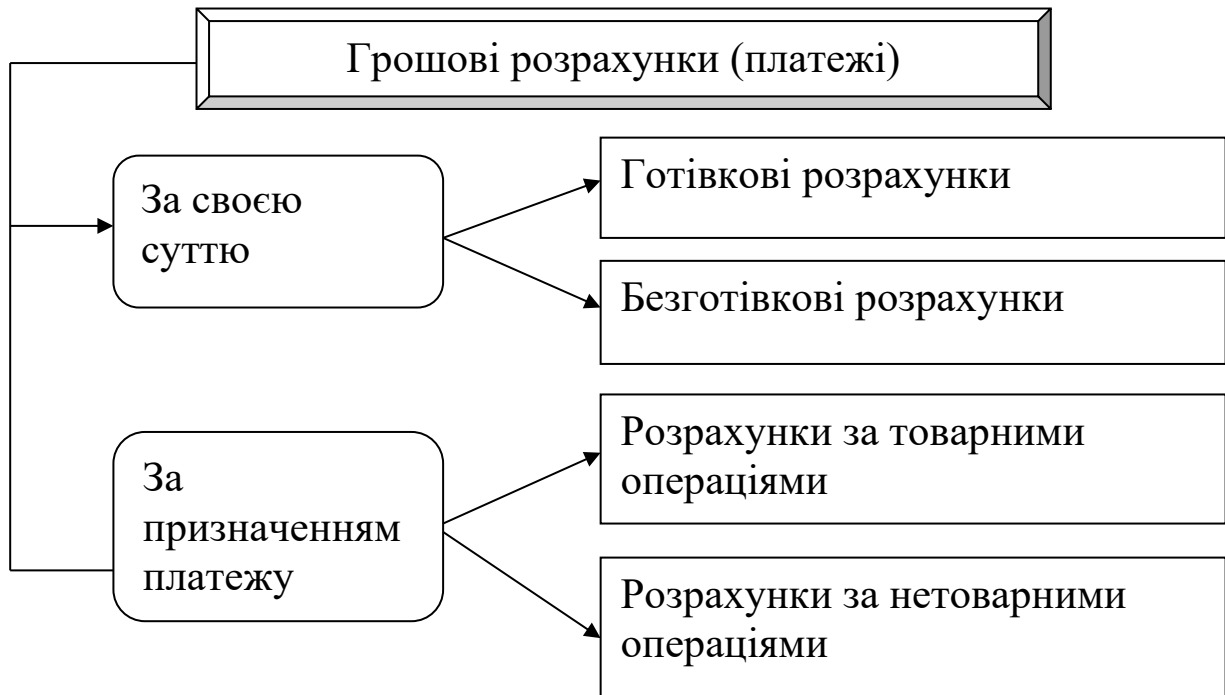 Грошові розрахунки (платежі)
За своєю
суттю
Готівкові розрахунки
Безготівкові розрахунки
За
призначенням
платежу
Розрахунки за товарними
операціями
Розрахунки за нетоварними
операціями